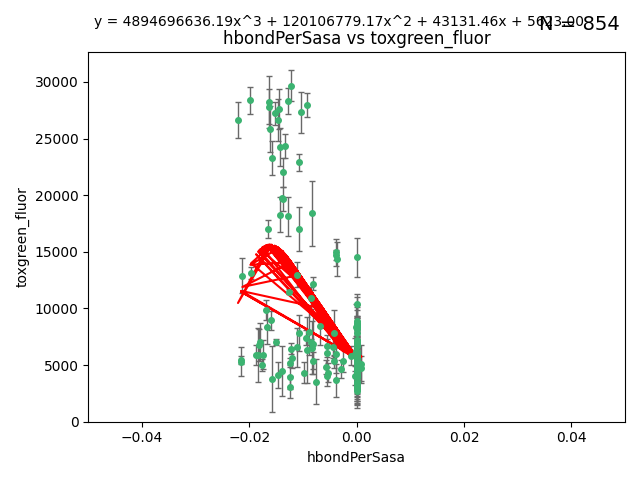 y = 4894696636.19x^3 + 120106779.17x^2 + 43131.46x + 5623.00
N = 854
hbondPerSasa vs toxgreen_fluor
30000
25000
20000
15000
10000
5000
0
toxgreen_fluor
−0.04
−0.02
0.00
0.02
0.04
hbondPerSasa